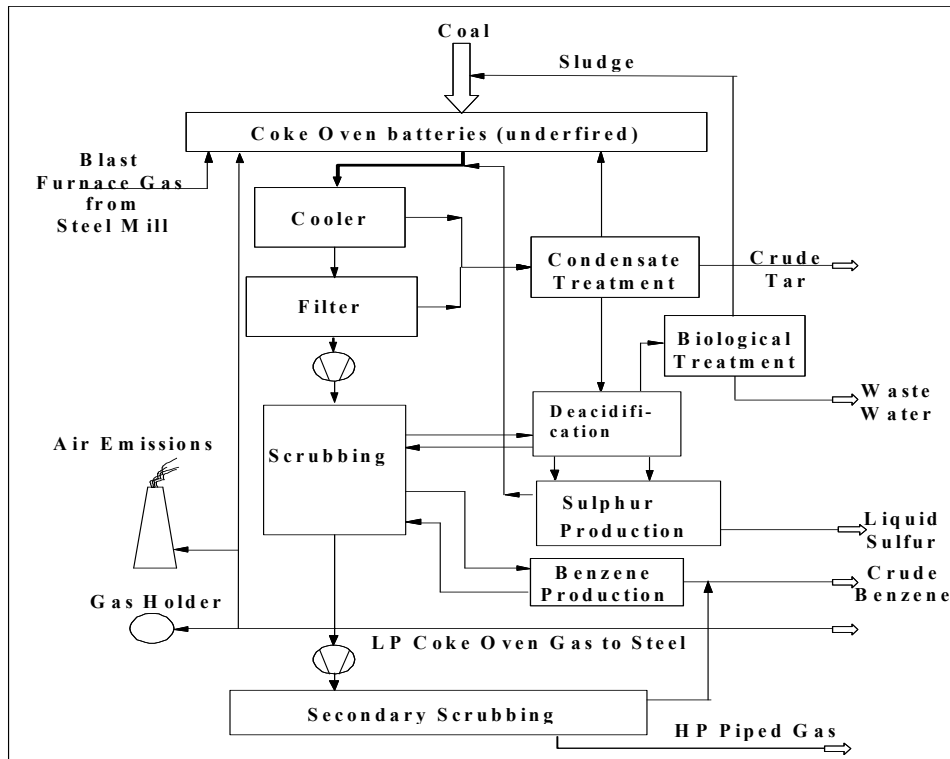 Coal
Sludge
Coke Oven batteries (underfired)
Blast
Furnace Gas
from
Steel Mill
Cooler
Condensate
Treatment
Crude
Tar
Filter
Biological
Treatment
Deacidifi-
cation
Waste
Water
Air Emissions
Scrubbing
Sulphur
Production
Liquid
Sulfur
Benzene
Production
Crude
Benzene
Gas Holder
LP Coke Oven Gas to Steel
Secondary Scrubbing
HP Piped Gas